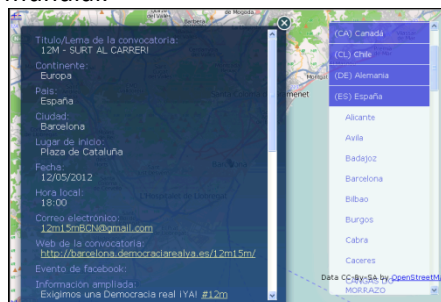 Título/Lema de la convocatoria:
12M - SURT AL CARRER!
Continente:
Europa
País:
España
Ciudad:
Barcelona
Lugar de inicio:
Plaza de Cataluña
Fecha:
12/05/2012
Hora local:
18:00
Correo electrónico:
12m15mBCN@gmail.com
Web de la convocatoria:
http://barcelona.democraciarealya.es/12m15m/
Evento de facebook:
Información ampliada:
Exigimos una Democracia real ¡YA! #12m
(CA) Canadá
(CL) Chile
(DE) Alemania
(ES) España
Alicante
Avila
Badajoz
Barcelona
Bilbao
Burgos
Cabra
Caceres
CANGAS DO
MORRAZO
Data CC-By-SA by OpenStreetMa